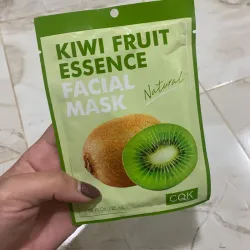 KIWI FRUIT
ESSENCE
FACIAL
MASK
Natural
CQK